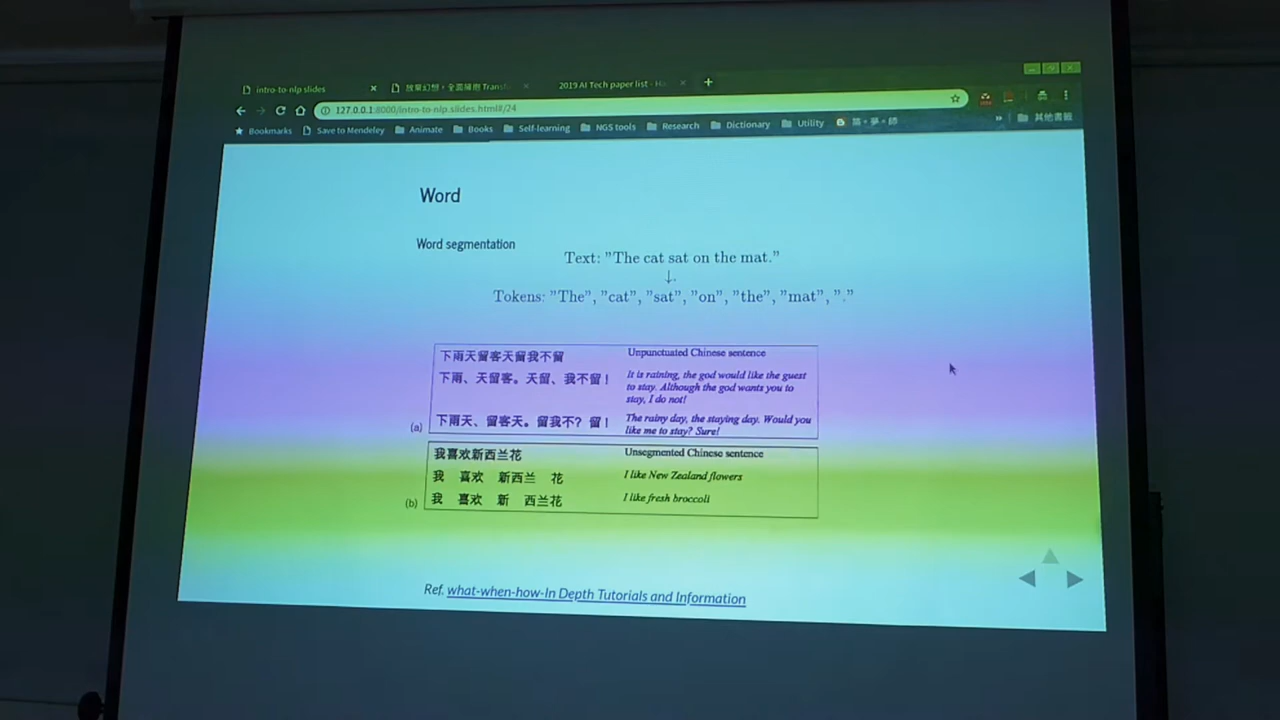 intro-to-nlp slides
2019 AI Tech paper list - Ha
127.0.0.1:8000/intro-to-nlp.slides.html#/24
Bookmarks Save to Mendeley Animate Books Self-learning NGS tools Research Dictionary Utility 其他書籤
Word
Word segmentation
Text: ”The cat sat on the mat.”
↓
Tokens: ”The”, ”cat”, ”sat”, ”on”, ”the”, ”mat”, ”.”
下雨天留客天留我不留 Unpunctuated Chinese sentence
下雨、天留客。天留、我不留！ It is raining, the god would like the guest
to stay. Although the god wants you to
stay, I do not!
(a) 下雨天、留客天。留我不？留！ The rainy day, the staying day. Would you
like me to stay? Sure!
我喜欢新西兰花 Unsegmented Chinese sentence
我 喜欢 新西兰 花 I like New Zealand flowers
(b) 我 喜欢 新 西兰花 I like fresh broccoli
Ref. what-when-how-In Depth Tutorials and Information